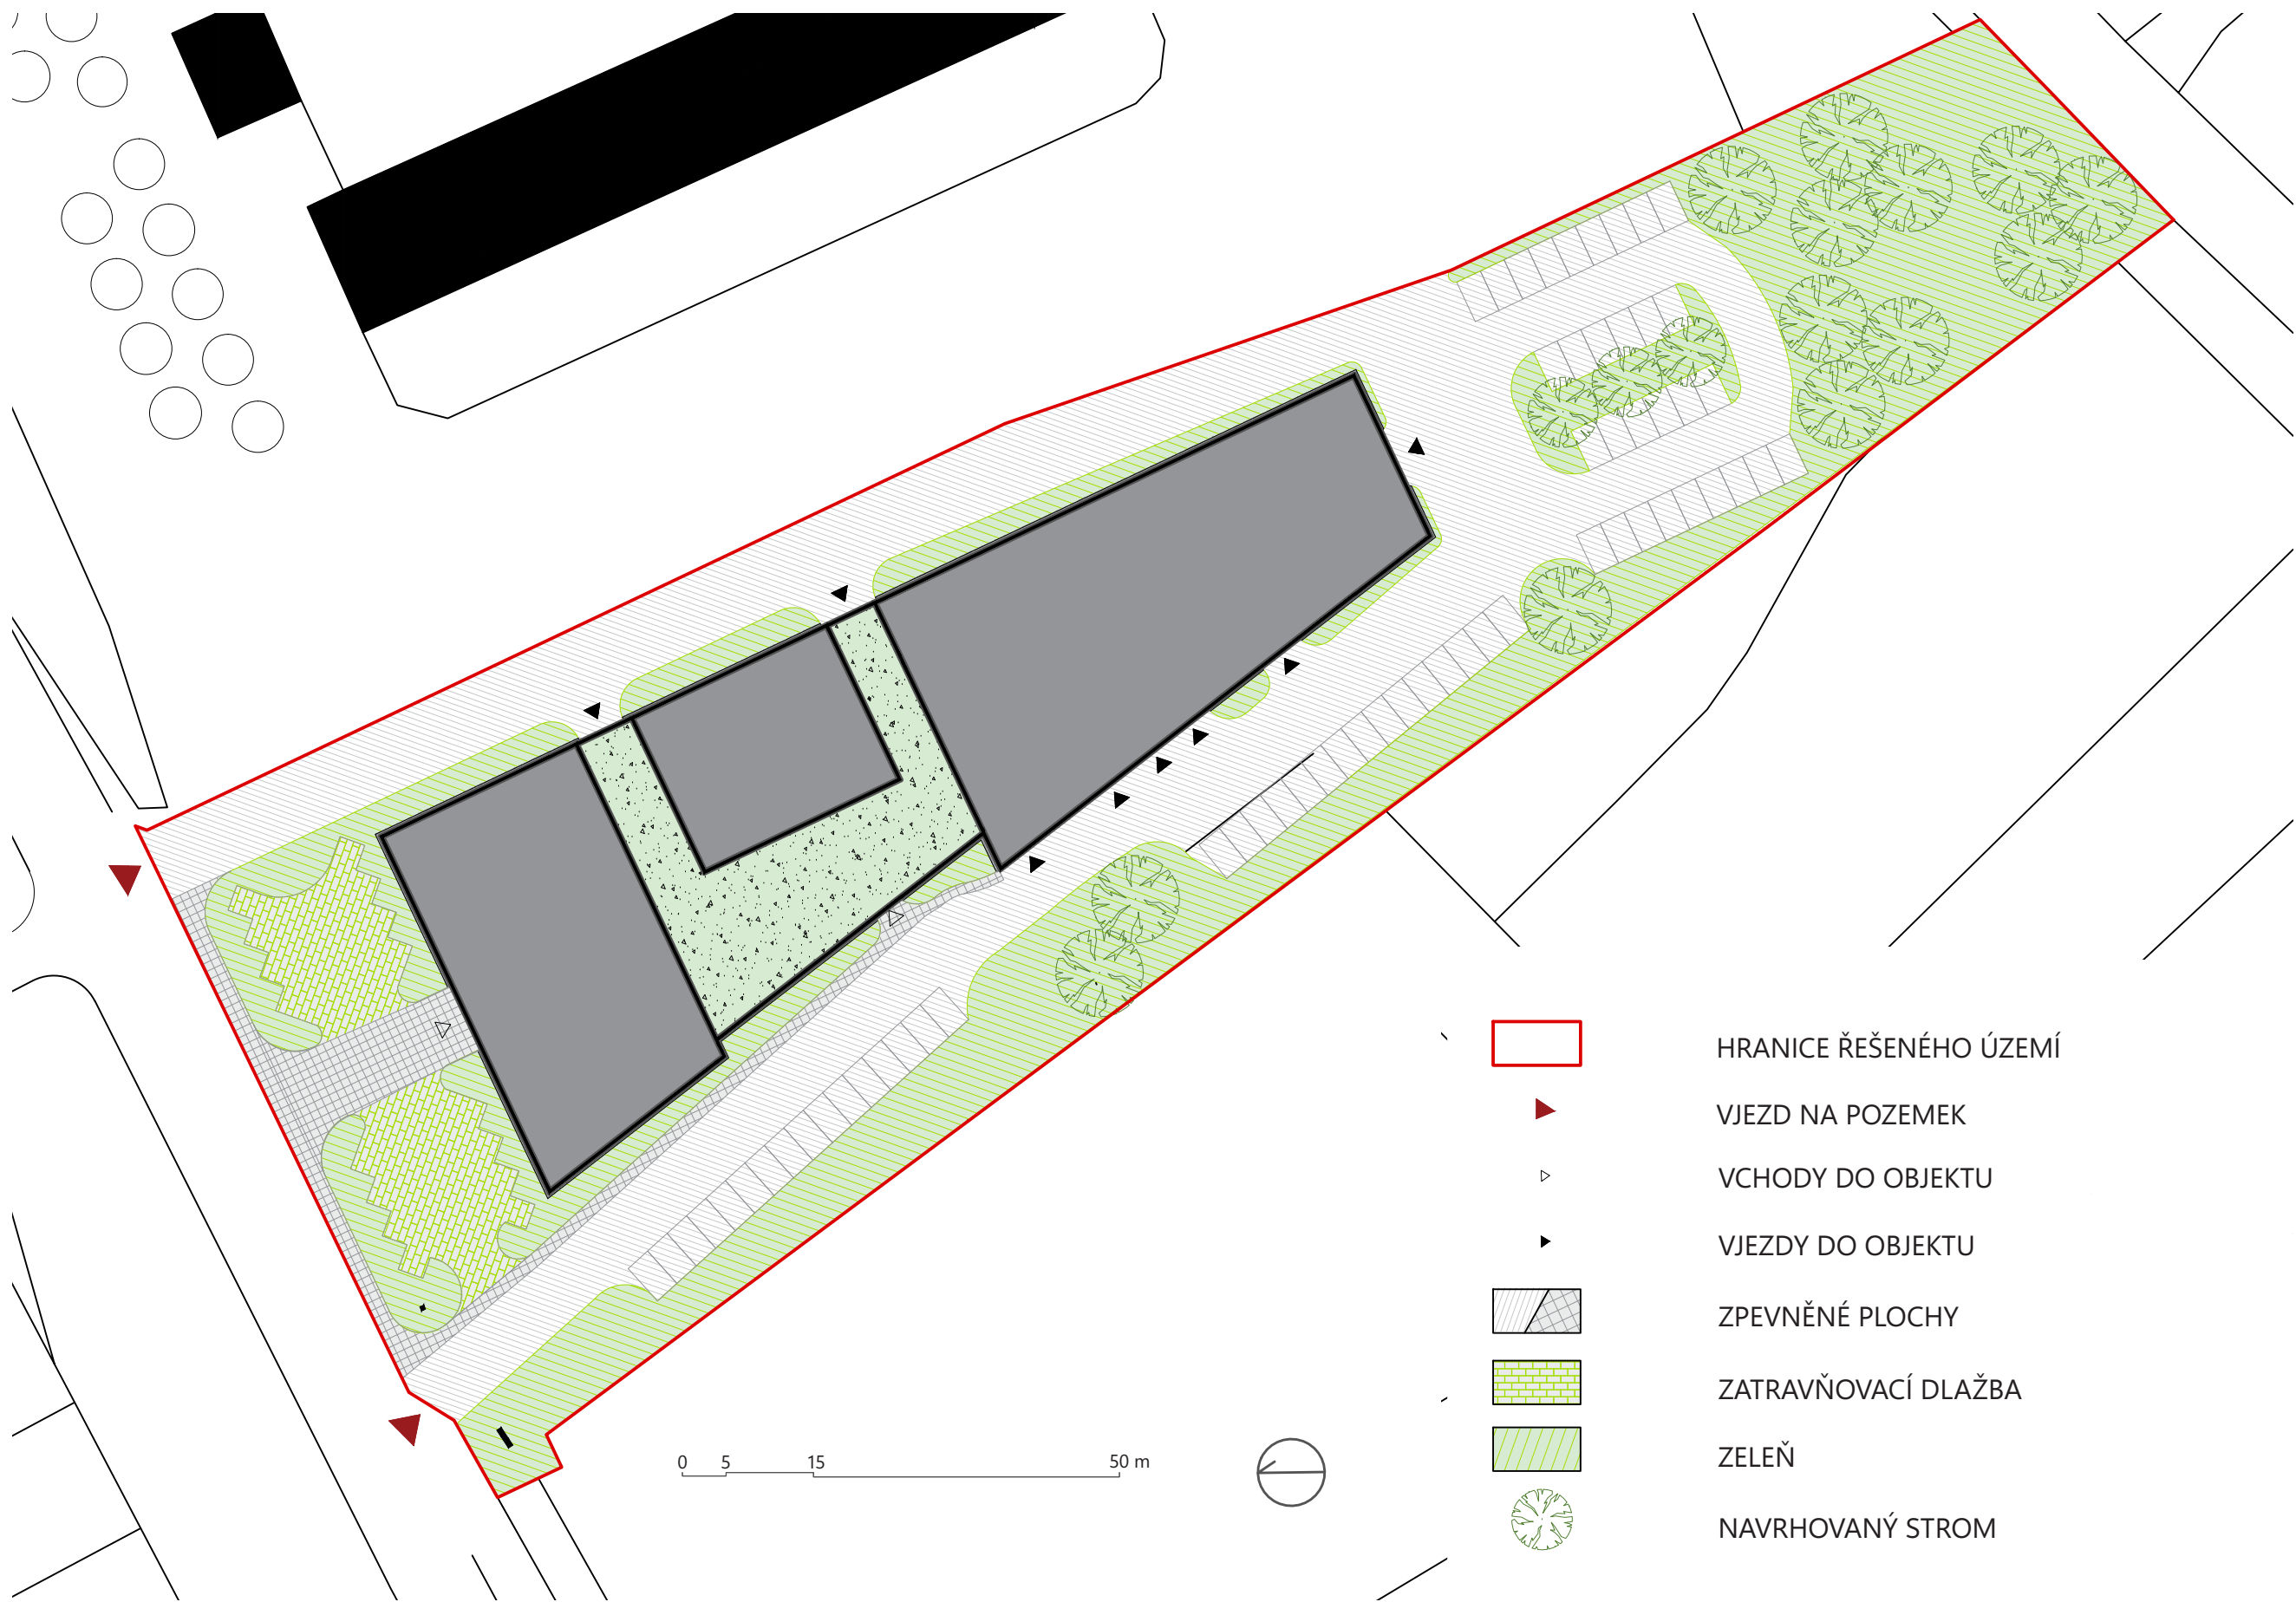 HRANICE ŘEŠENÉHO ÚZEMÍ
VJEZD NA POZEMEK
VCHODY DO OBJEKTU
VJEZDY DO OBJEKTU
ZPEVNĚNÉ PLOCHY
ZATRAVŇOVACÍ DLAŽBA
ZELEŇ
NAVRHOVANÝ STROM
0 5 15 50 m